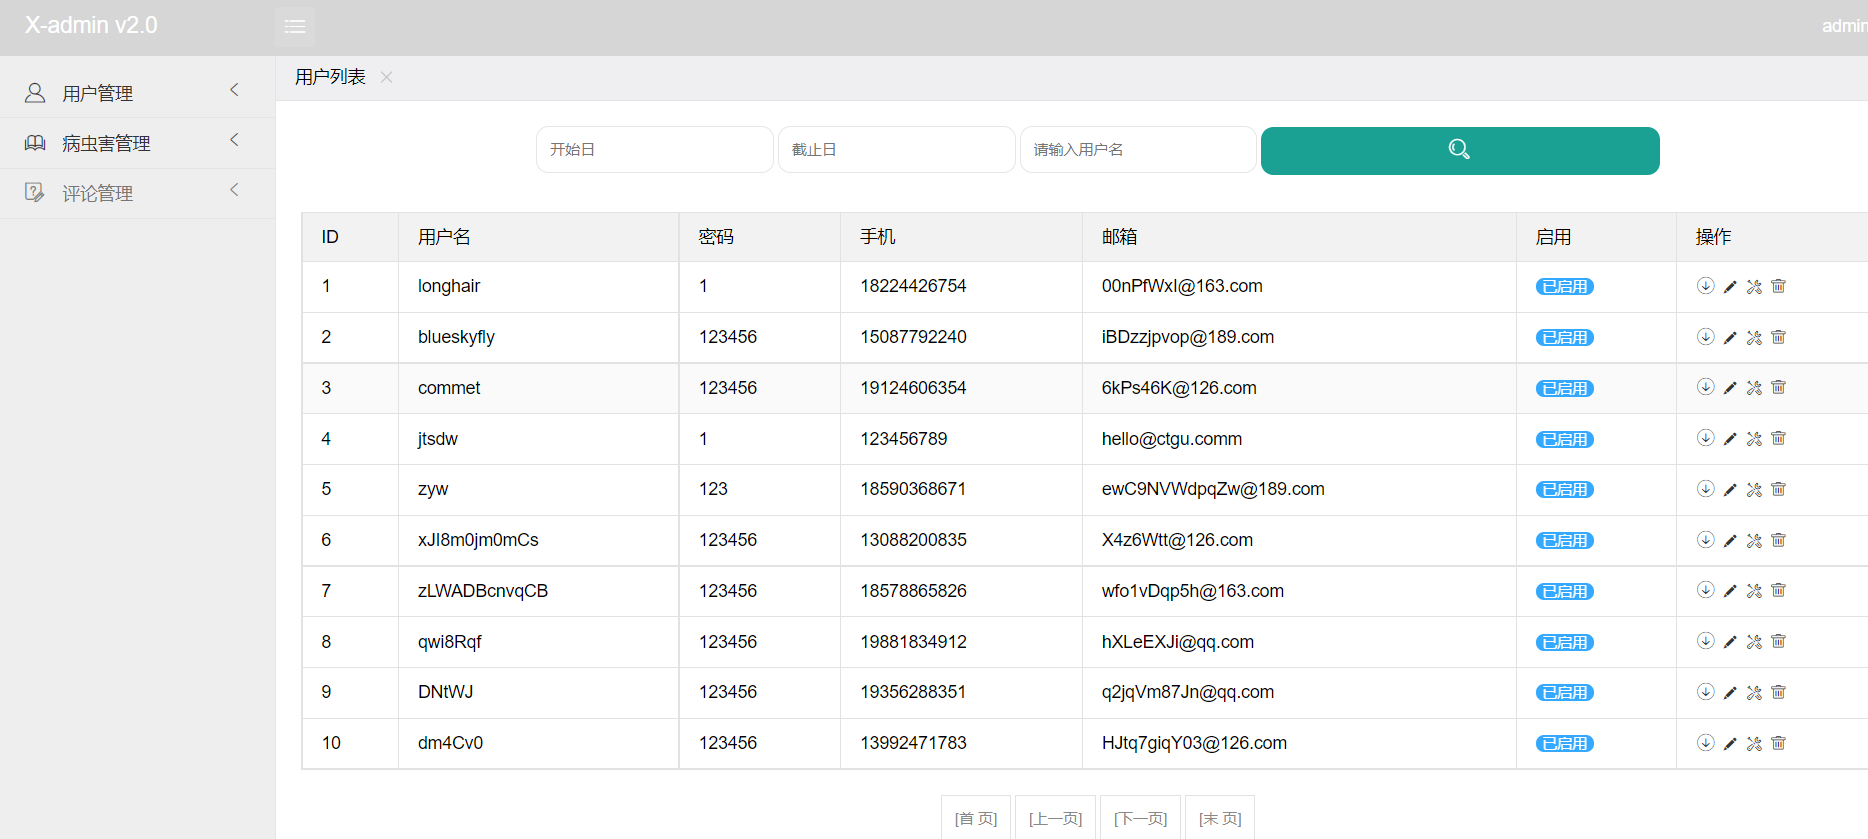 X-admin v2.0
admin
用户管理
病虫害管理
评论管理
用户列表
开始日 截止日 请输入用户名
ID 用户名 密码 手机 邮箱 启用 操作
1 longhair 1 18224426754 00nPfWxI@163.com 已启用
2 blueskyfly 123456 15087792240 iBDzzjpvop@189.com 已启用
3 commet 123456 19124606354 6kPs46K@126.com 已启用
4 jtsdw 1 123456789 hello@ctgu.comm 已启用
5 zyw 123 18590368671 ewC9NVWdpqZw@189.com 已启用
6 xJI8m0jm0mCs 123456 13088200835 X4z6Wtt@126.com 已启用
7 zLWADBcnvqCB 123456 18578865826 wfo1vDqp5h@163.com 已启用
8 qwi8Rqf 123456 19881834912 hXLeEXJi@qq.com 已启用
9 DNtWJ 123456 19356288351 q2jqVm87Jn@qq.com 已启用
10 dm4Cv0 123456 13992471783 HJtq7giqY03@126.com 已启用
[首 页] [上一页] [下一页] [末 页]